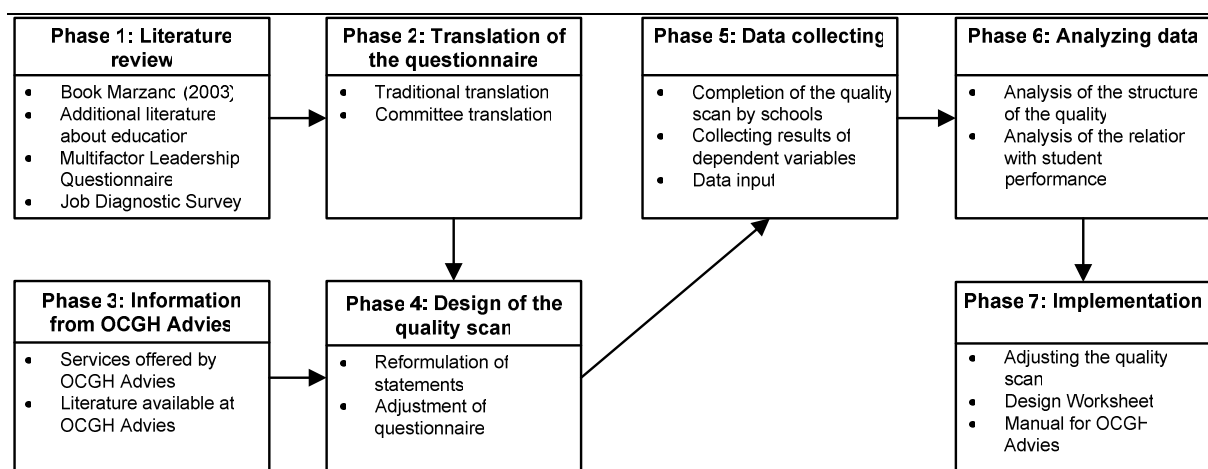 Phase 1: Literature
review
• Book Marzano (2003)
• Additional literature
about education
• Multifactor Leadership
Questionnaire
• Job Diagnostic Survey
Phase 2: Translation of
the questionnaire
• Traditional translation
• Committee translation
Phase 3: Information
from OCGH Advies
• Services offered by
OCGH Advies
• Literature available at
OCGH Advies
Phase 4: Design of the
quality scan
• Reformulation of
statements
• Adjustment of
questionnaire
Phase 5: Data collecting
• Completion of the quality
scan by schools
• Collecting results of
dependent variables
• Data input
Phase 6: Analyzing data
• Analysis of the structure
of the quality
• Analysis of the relation
with student
performance
Phase 7: Implementation
• Adjusting the quality
scan
• Design Worksheet
• Manual for OCGH
Advies